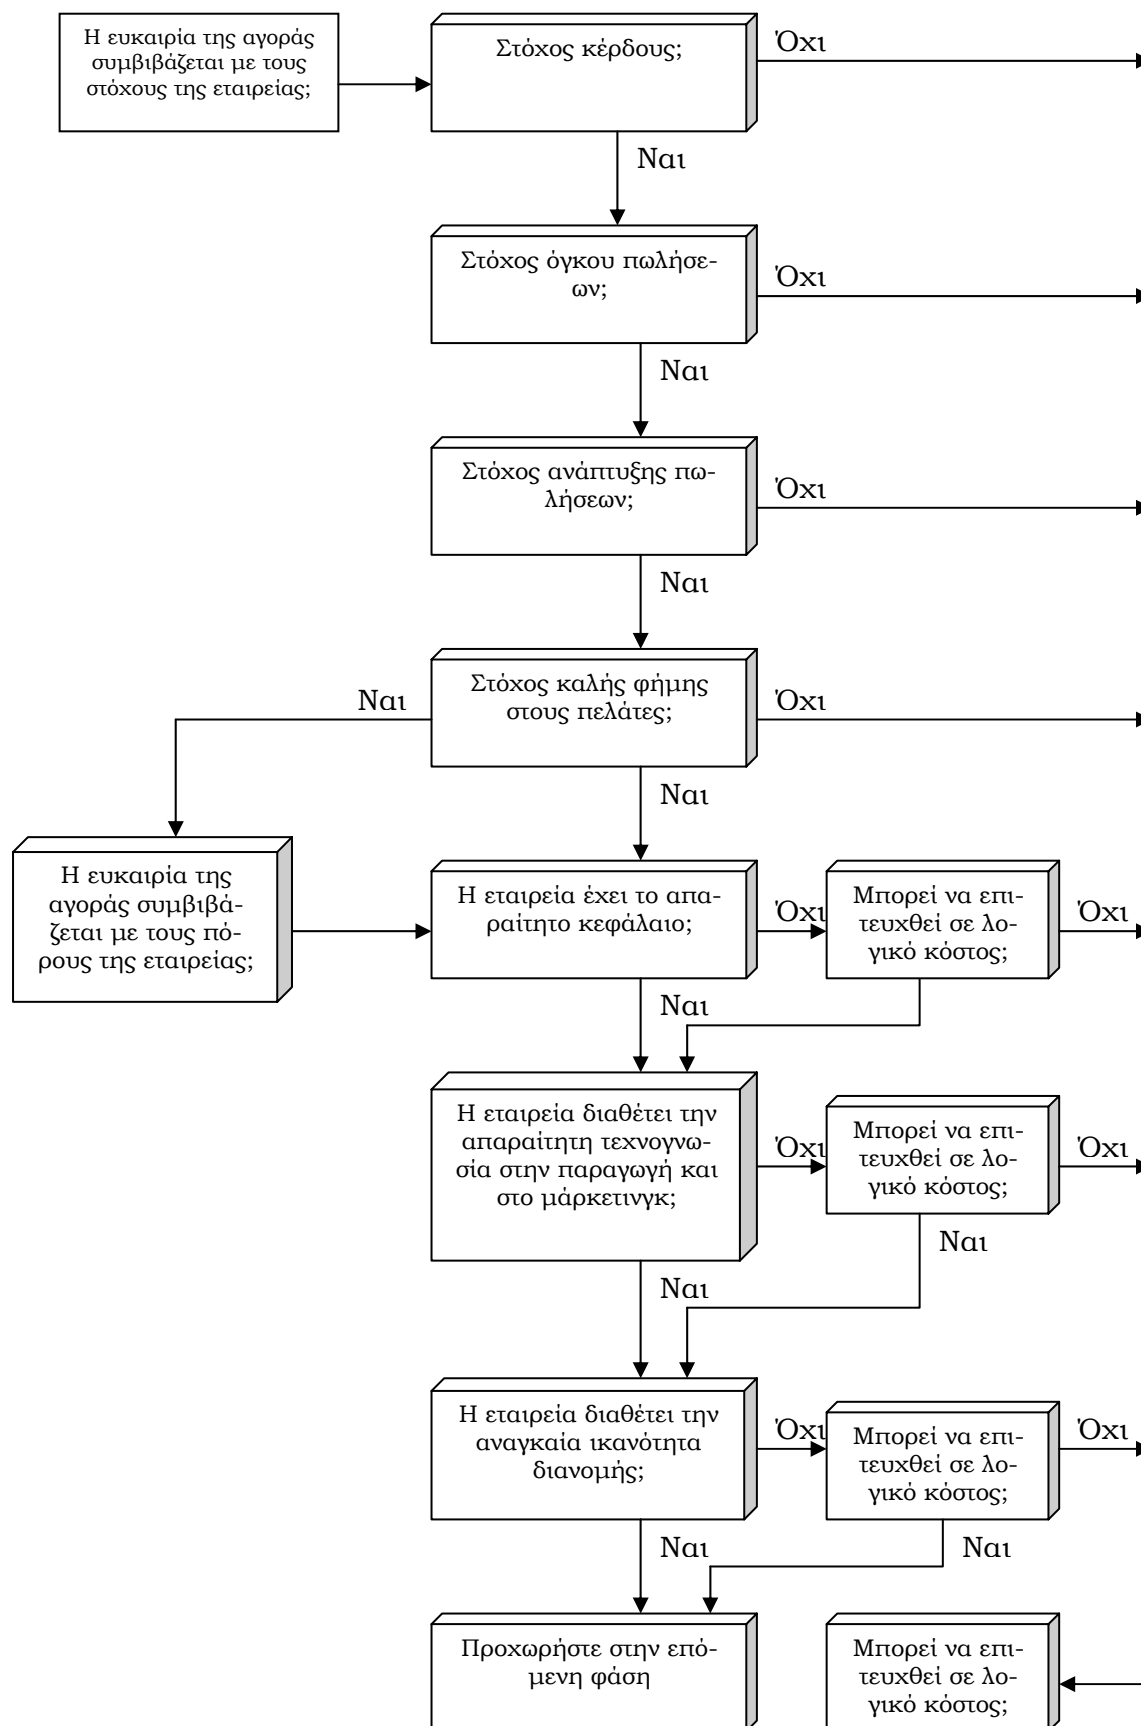 Η ευκαιρία της αγοράς
συμβιβάζεται με τους
στόχους της εταιρείας;
Στόχος κέρδους;
Όχι
Ναι
Στόχος όγκου πωλήσε-
ων;
Όχι
Ναι
Στόχος ανάπτυξης πω-
λήσεων;
Όχι
Ναι
Ναι
Στόχος καλής φήμης
στους πελάτες;
Όχι
Ναι
Η ευκαιρία της
αγοράς συμβιβά-
ζεται με τους πό-
ρους της εταιρείας;
Η εταιρεία έχει το απα-
ραίτητο κεφάλαιο;
Όχι
Μπορεί να επι-
τευχθεί σε λο-
γικό κόστος;
Όχι
Ναι
Η εταιρεία διαθέτει την
απαραίτητη τεχνογνω-
σία στην παραγωγή και
στο μάρκετινγκ;
Όχι
Μπορεί να επι-
τευχθεί σε λο-
γικό κόστος;
Όχι
Ναι
Ναι
Η εταιρεία διαθέτει την
αναγκαία ικανότητα
διανομής;
Όχι
Μπορεί να επι-
τευχθεί σε λο-
γικό κόστος;
Όχι
Ναι
Ναι
Προχωρήστε στην επό-
μενη φάση
Μπορεί να επι-
τευχθεί σε λο-
γικό κόστος;